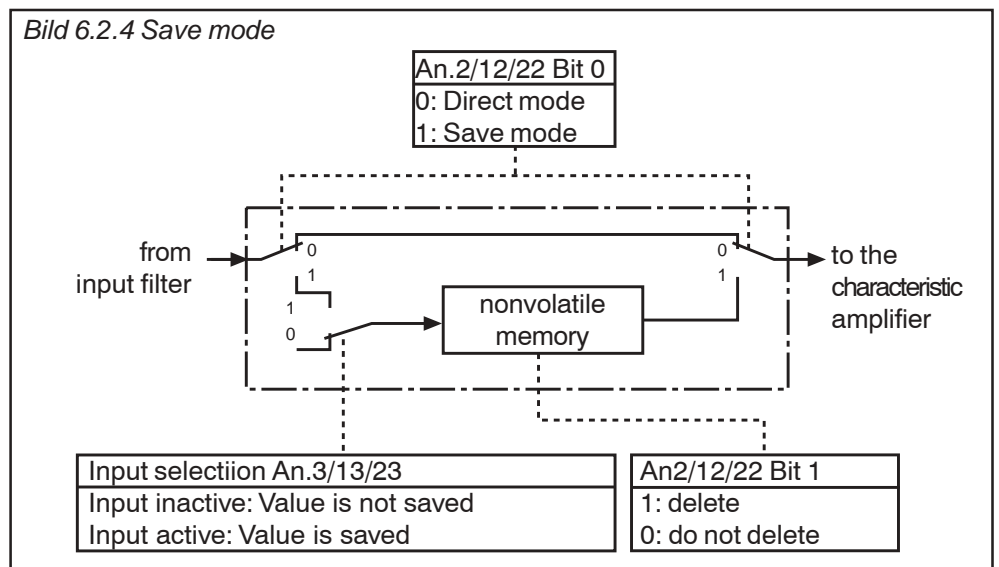 Bild 6.2.4 Save mode
An.2/12/22 Bit 0
0: Direct mode
1: Save mode
from
input filter
0
1
1
0
nonvolatile
memory
0
1
to the
characteristic
amplifier
Input selectiion An.3/13/23
Input inactive: Value is not saved
Input active: Value is saved
An2/12/22 Bit 1
1: delete
0: do not delete